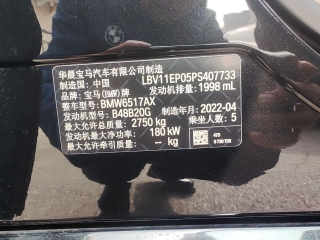 华晨宝马汽车有限公司制造
制造国：中国 LBV11EP05PS407733
品牌：宝马(BMW)牌 发动机排量：1998 mL
整车型号：BMW6517AX
发动机型号：B48B20G 制造年月：2022-04
最大允许总质量：2750 kg 乘坐人数：5
发动机最大净功率：180 kW
最大允许牵引质量：-- kg
475